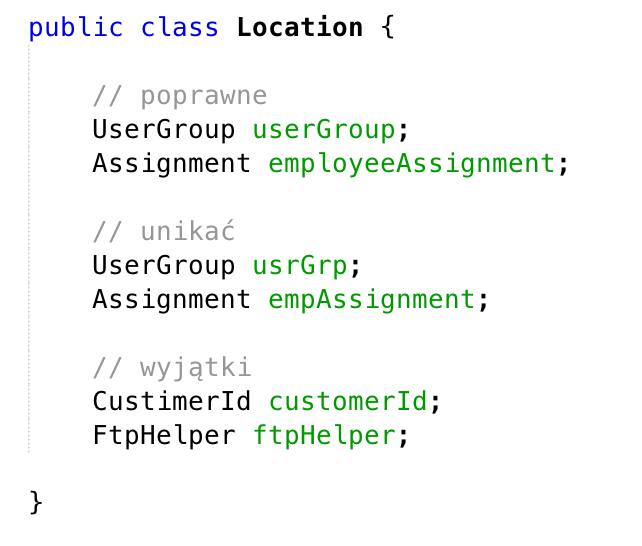 public class Location {
// poprawne
UserGroup userGroup;
Assignment employeeAssignment;
// unikać
UserGroup usrGrp;
Assignment empAssignment;
// wyjątki
CustimerId customerId;
FtpHelper ftpHelper;
}